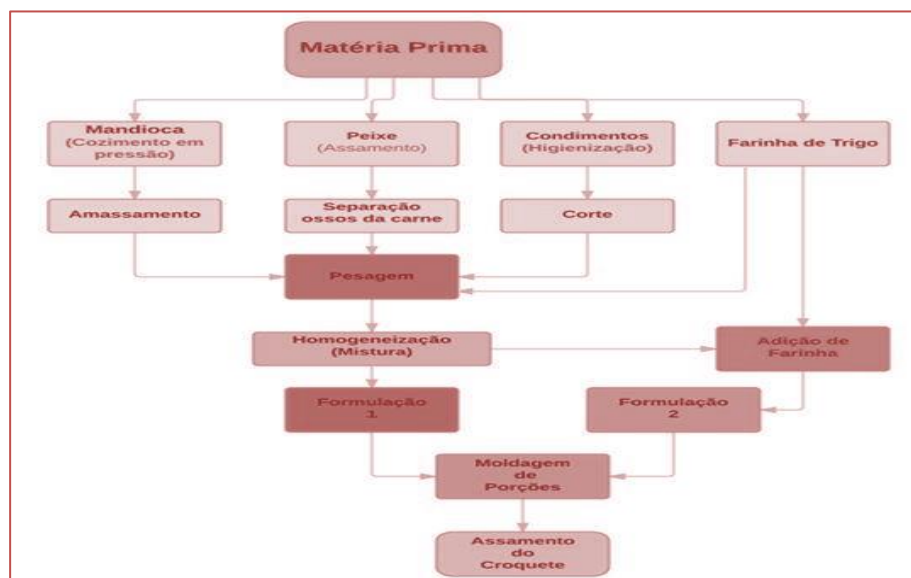 Matéria Prima
Mandioca
(Cozimento em
pressão)
Peixe
(Assamento)
Condimentos
(Higienização)
Farinha de Trigo
Amassamento
Separação
ossos da carne
Corte
Pesagem
Homogeneização
(Mistura)
Adição de
Farinha
Formulação
1
Formulação
2
Moldagem
de
Porções
Assamento
do
Croquete